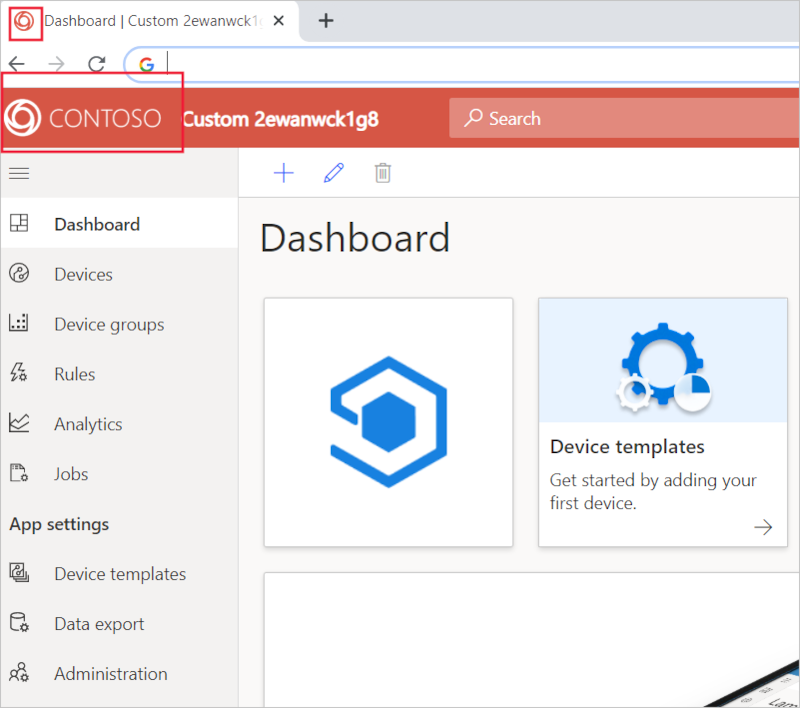 Dashboard | Custom 2ewanwck1
CONTOSO
Custom 2ewanwck1g8
Search
Dashboard
Devices
Device groups
Rules
Analytics
Jobs
App settings
Device templates
Data export
Administration
Dashboard
Device templates
Get started by adding your
first device.